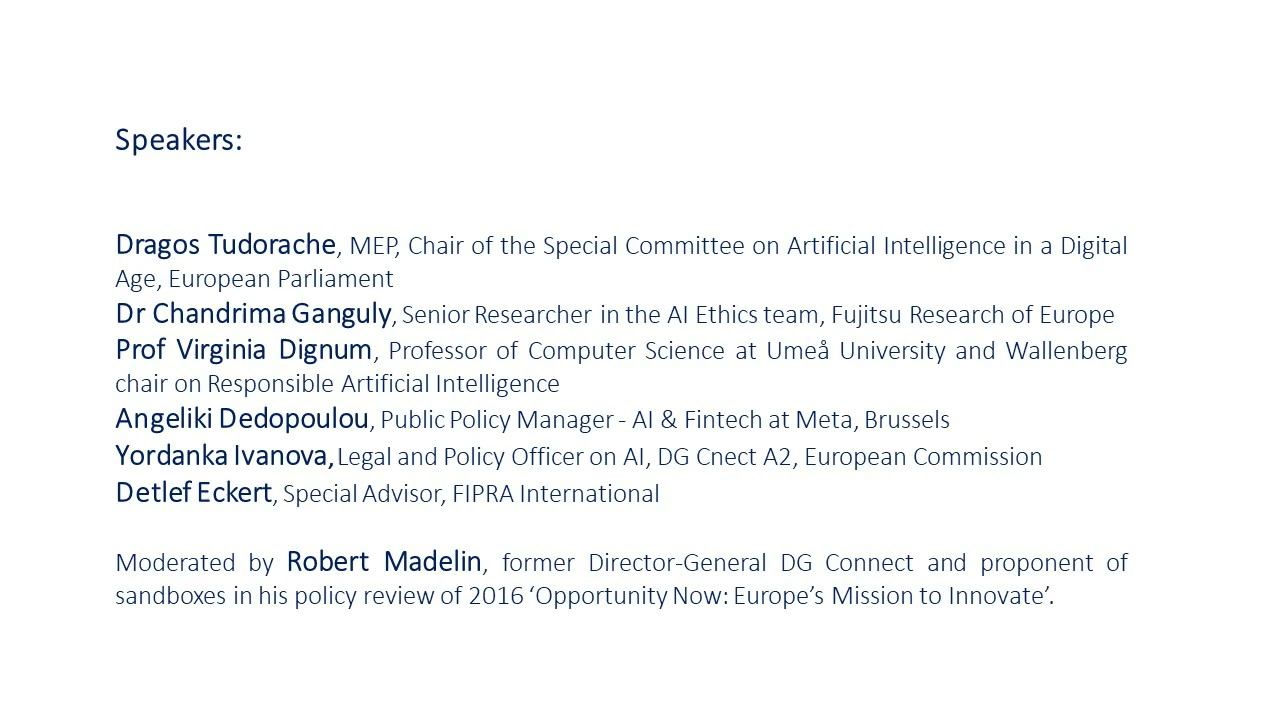 Speakers:
Dragos Tudorache, MEP, Chair of the Special Committee on Artificial Intelligence in a Digital
Age, European Parliament
Dr Chandrima Ganguly, Senior Researcher in the AI Ethics team, Fujitsu Research of Europe
Prof Virginia Dignum, Professor of Computer Science at Umeå University and Wallenberg
chair on Responsible Artificial Intelligence
Angeliki Dedopoulou, Public Policy Manager - AI & Fintech at Meta, Brussels
Yordanka Ivanova, Legal and Policy Officer on AI, DG Cnect A2, European Commission
Detlef Eckert, Special Advisor, FIPRA International
Moderated by Robert Madelin, former Director-General DG Connect and proponent of
sandboxes in his policy review of 2016 ‘Opportunity Now: Europe’s Mission to Innovate’.